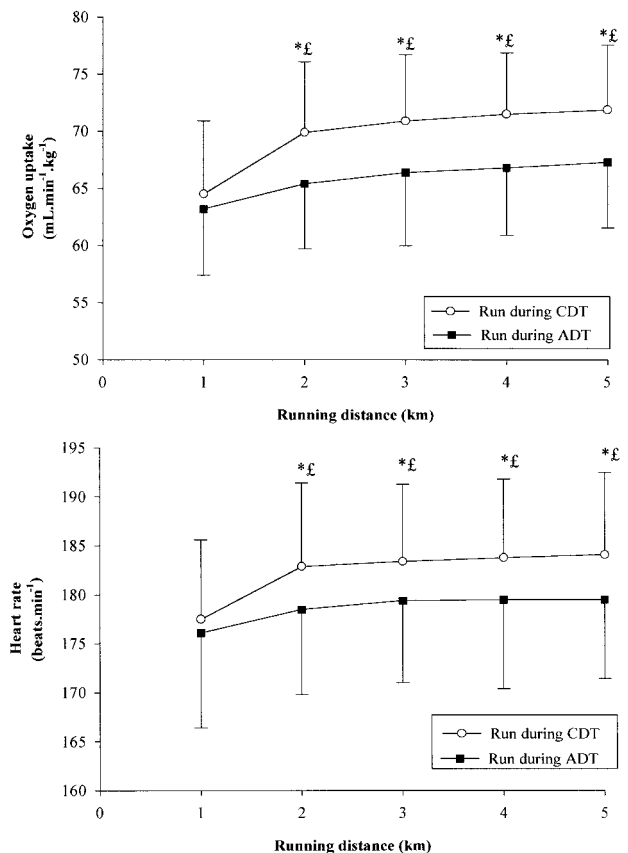 80
*£ *£ *£ *£
75
70
65
60
55
50
Oxygen uptake
(mL.min⁻¹.kg⁻¹)
Run during CDT
Run during ADT
0 1 2 3 4 5
Running distance (km)
195
*£ *£ *£ *£
190
185
180
175
170
165
160
Heart rate
(beats.min⁻¹)
Run during CDT
Run during ADT
0 1 2 3 4 5
Running distance (km)